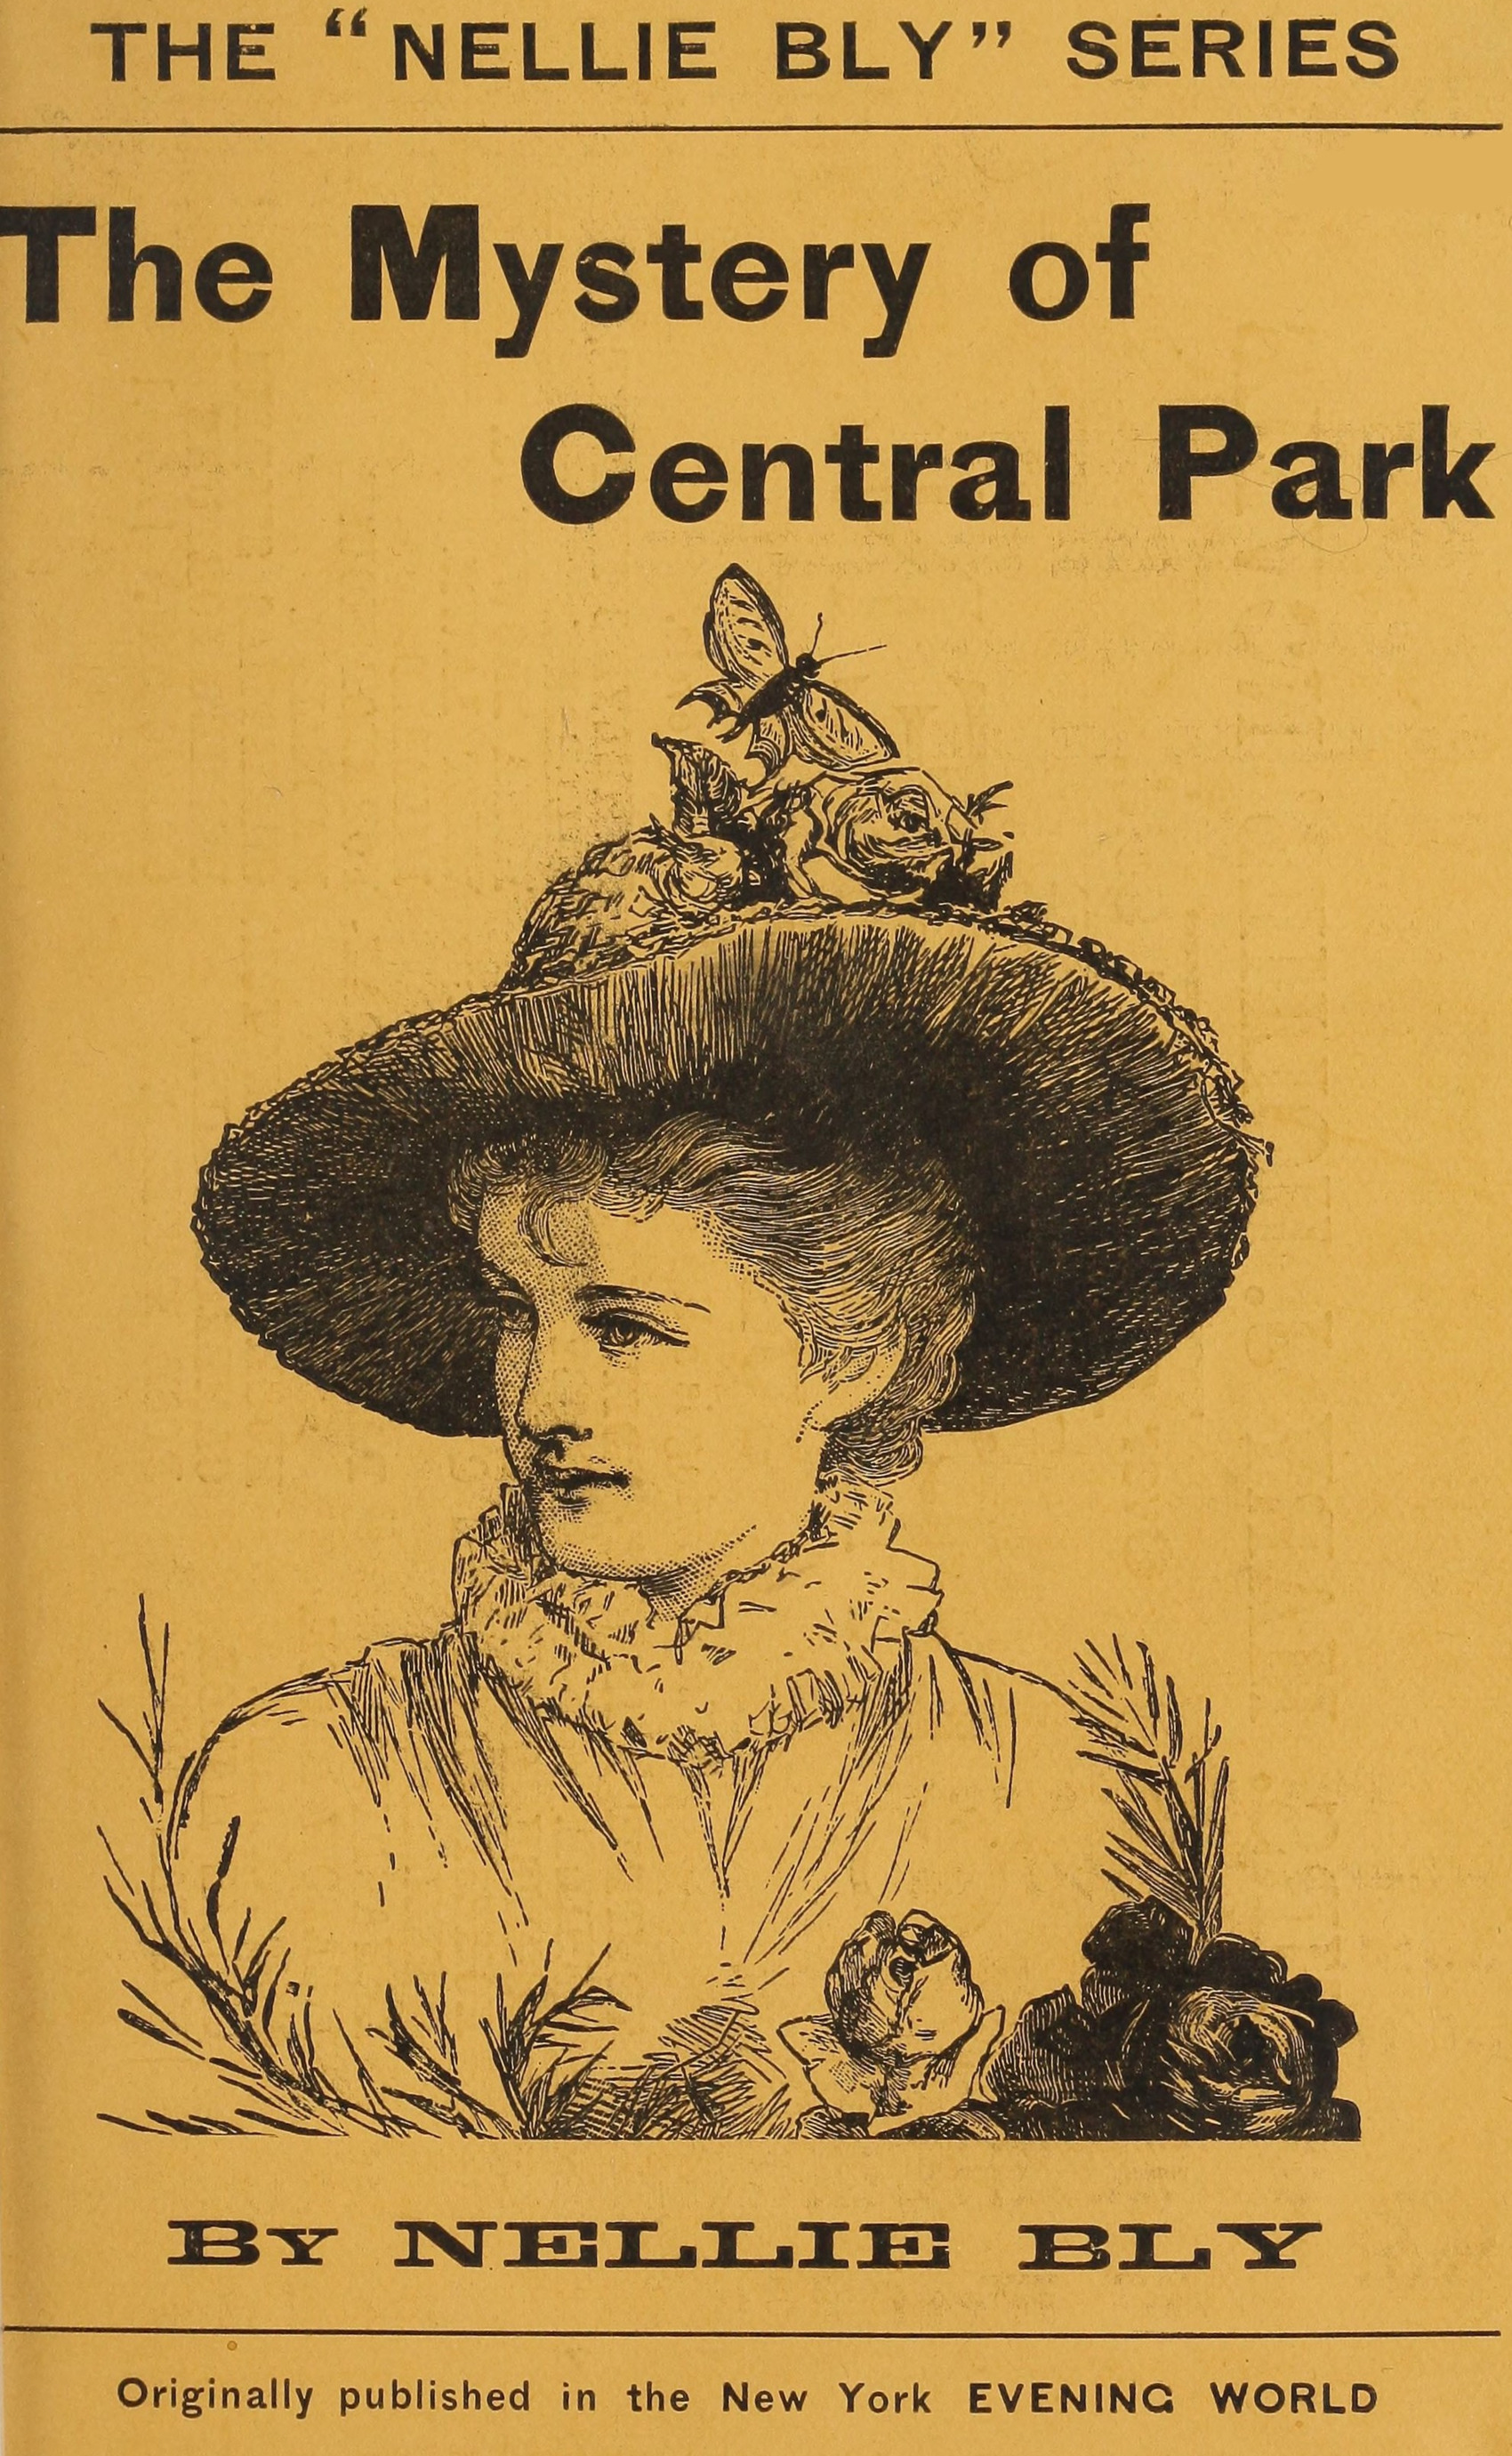 THE “NELLIE BLY” SERIES
The Mystery of
Central Park
BY NELLIE BLY
Originally published in the New York EVENING WORLD